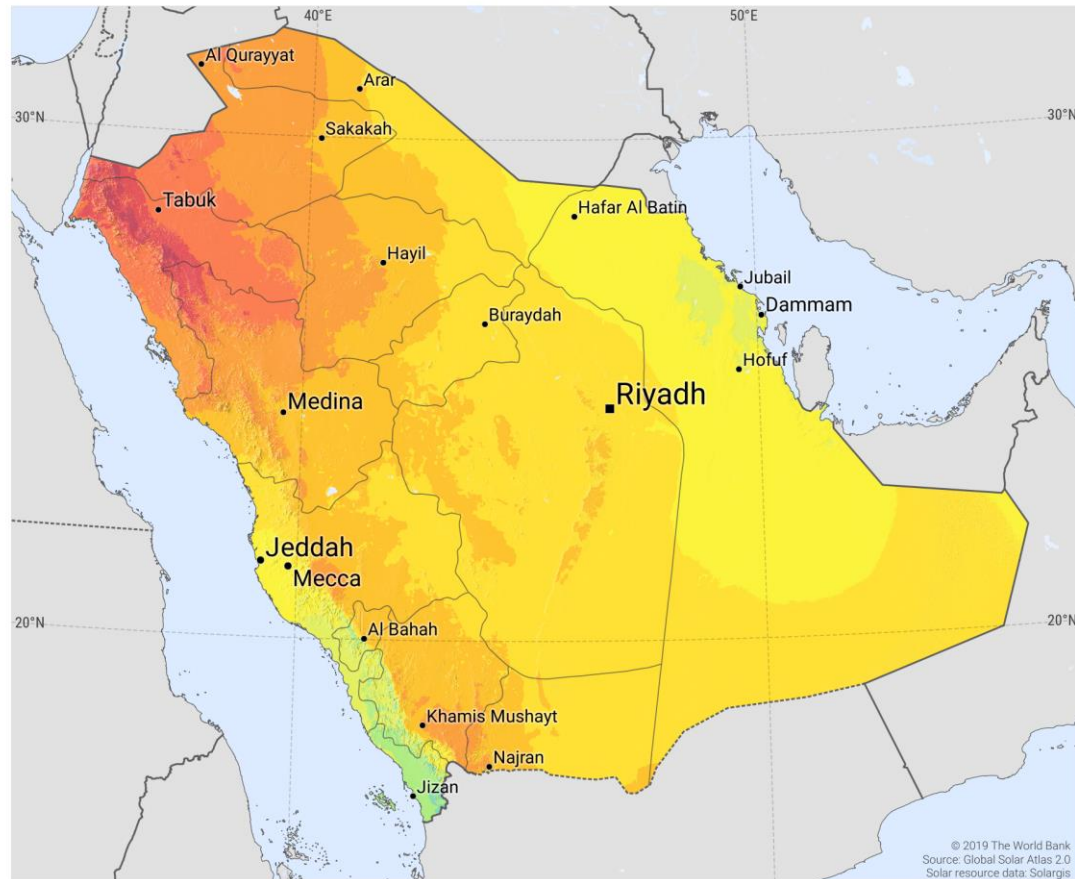 40°E
50°E
Al Qurayyat
Arar
30°N
30°N
Sakakah
Tabuk
Hafar Al Batin
Hayil
Jubail
Dammam
Buraydah
Hofuf
Riyadh
Medina
Jeddah
Mecca
20°N
20°N
Al Bahah
Khamis Mushayt
Najran
Jizan
© 2019 The World Bank
Source: Global Solar Atlas 2.0
Solar resource data: Solargis